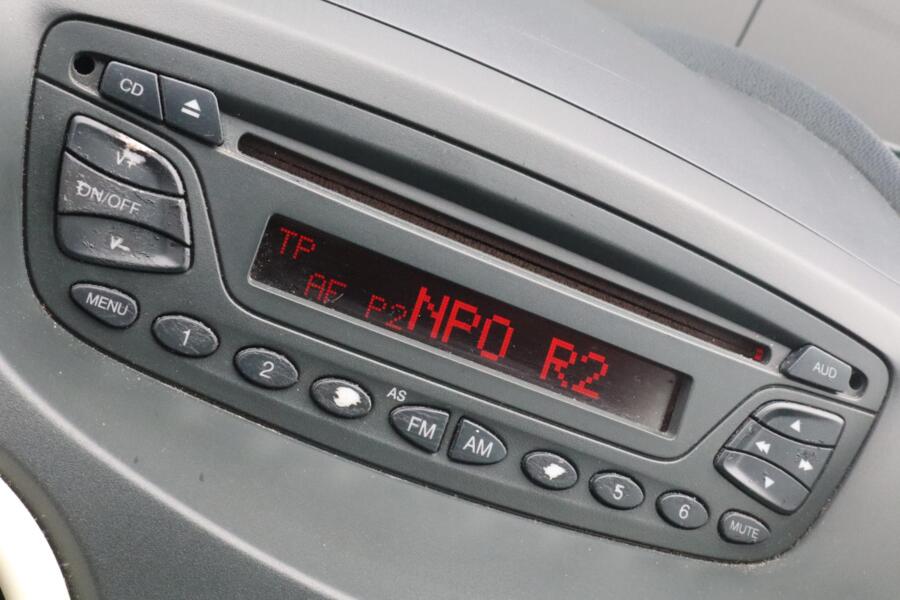 CD
V+
ON/OFF
V-
TP
AF P2 NPO R2
MENU
1
2
AS
FM
AM
5
6
MUTE
AUD